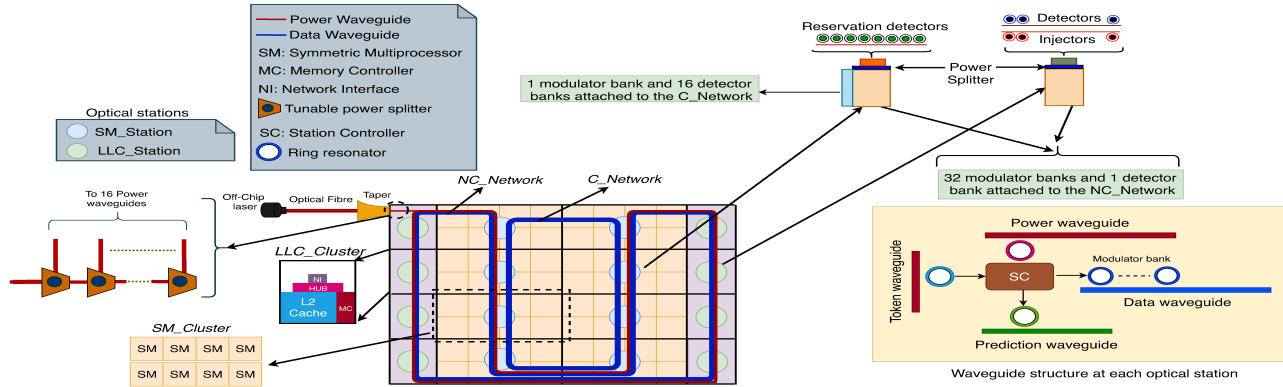 Power Waveguide
Data Waveguide
SM: Symmetric Multiprocessor
MC: Memory Controller
NI: Network Interface
Tunable power splitter
SC: Station Controller
Ring resonator
Optical stations
SM_Station
LLC_Station
Reservation detectors
Detectors
Injectors
Power
Splitter
1 modulator bank and 16 detector
banks attached to the C_Network
32 modulator banks and 1 detector
bank attached to the NC_Network
To 16 Power
waveguides
Off-Chip
laser
Optical Fibre
Taper
NC_Network
C_Network
LLC_Cluster
NI
HUB
L2
Cache
MC
SM_Cluster
SM SM SM SM
SM SM SM SM
Power waveguide
Token waveguide
SC
Modulator bank
Data waveguide
Prediction waveguide
Waveguide structure at each optical station